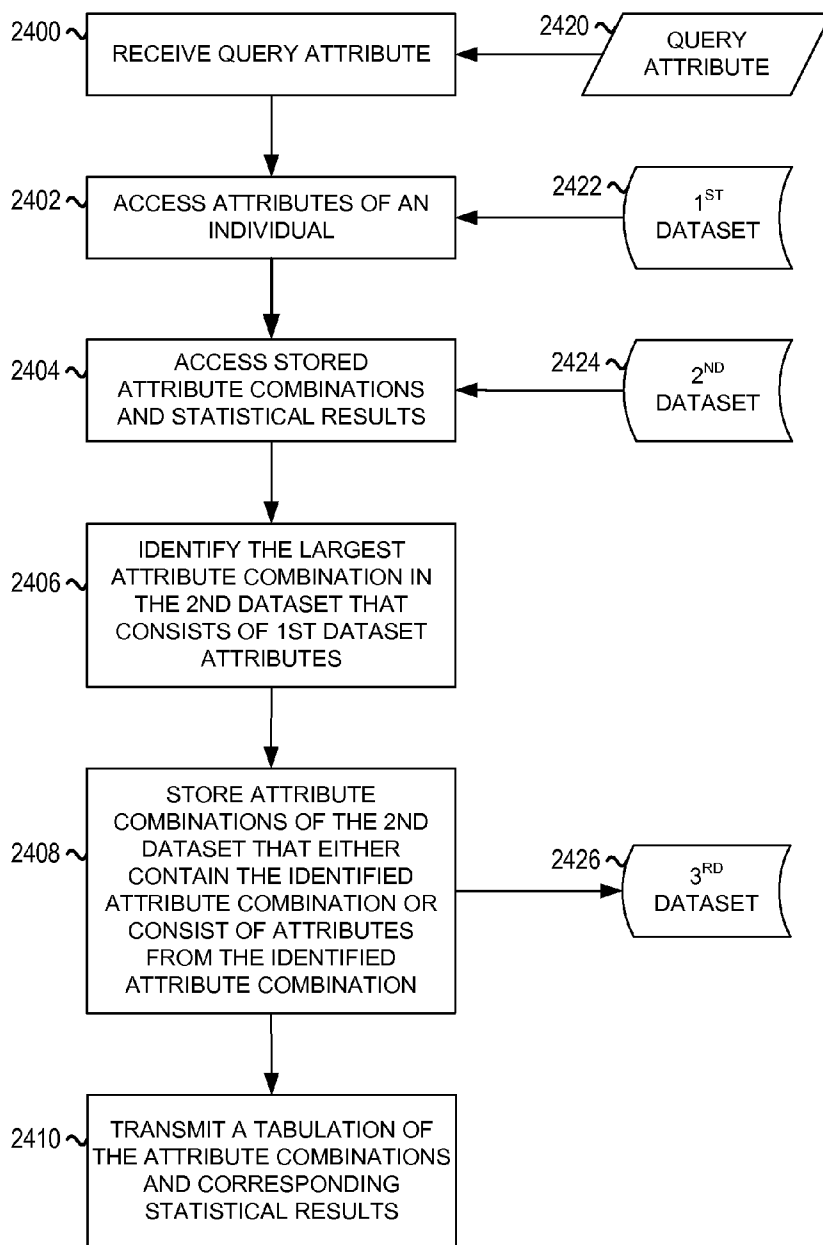 2400
RECEIVE QUERY ATTRIBUTE
2420
QUERY
ATTRIBUTE
2402
ACCESS ATTRIBUTES OF AN
INDIVIDUAL
2422
1ST
DATASET
2404
ACCESS STORED
ATTRIBUTE COMBINATIONS
AND STATISTICAL RESULTS
2424
2ND
DATASET
2406
IDENTIFY THE LARGEST
ATTRIBUTE COMBINATION IN
THE 2ND DATASET THAT
CONSISTS OF 1ST DATASET
ATTRIBUTES
2408
STORE ATTRIBUTE
COMBINATIONS OF THE 2ND
DATASET THAT EITHER
CONTAIN THE IDENTIFIED
ATTRIBUTE COMBINATION OR
CONSIST OF ATTRIBUTES
FROM THE IDENTIFIED
ATTRIBUTE COMBINATION
2426
3RD
DATASET
2410
TRANSMIT A TABULATION OF
THE ATTRIBUTE COMBINATIONS
AND CORRESPONDING
STATISTICAL RESULTS